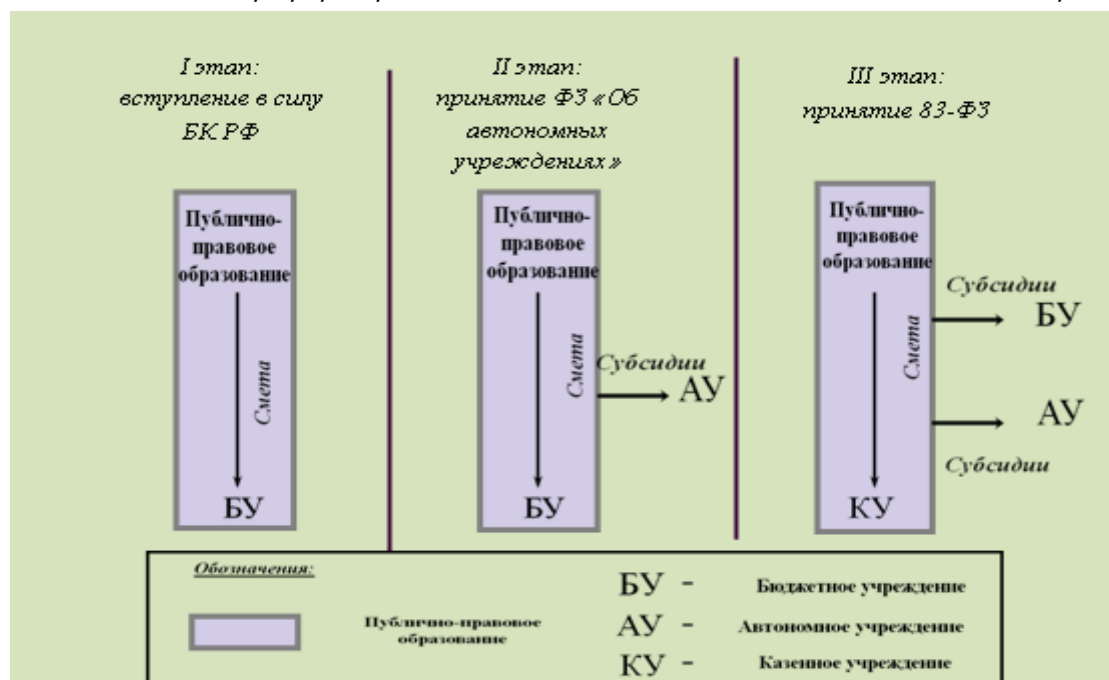 I этап:
вступление в силу
БК РФ
Публично-
правовое
образование
Смета
БУ
II этап:
принятие ФЗ «Об
автономных
учреждениях»
Публично-
правовое
образование
Смета
Субсидии
АУ
БУ
III этап:
принятие 83-ФЗ
Публично-
правовое
образование
Смета
Субсидии
БУ
АУ
Субсидии
КУ
Обозначения:
Публично-правовое
образование
БУ - Бюджетное учреждение
АУ - Автономное учреждение
КУ - Казенное учреждение